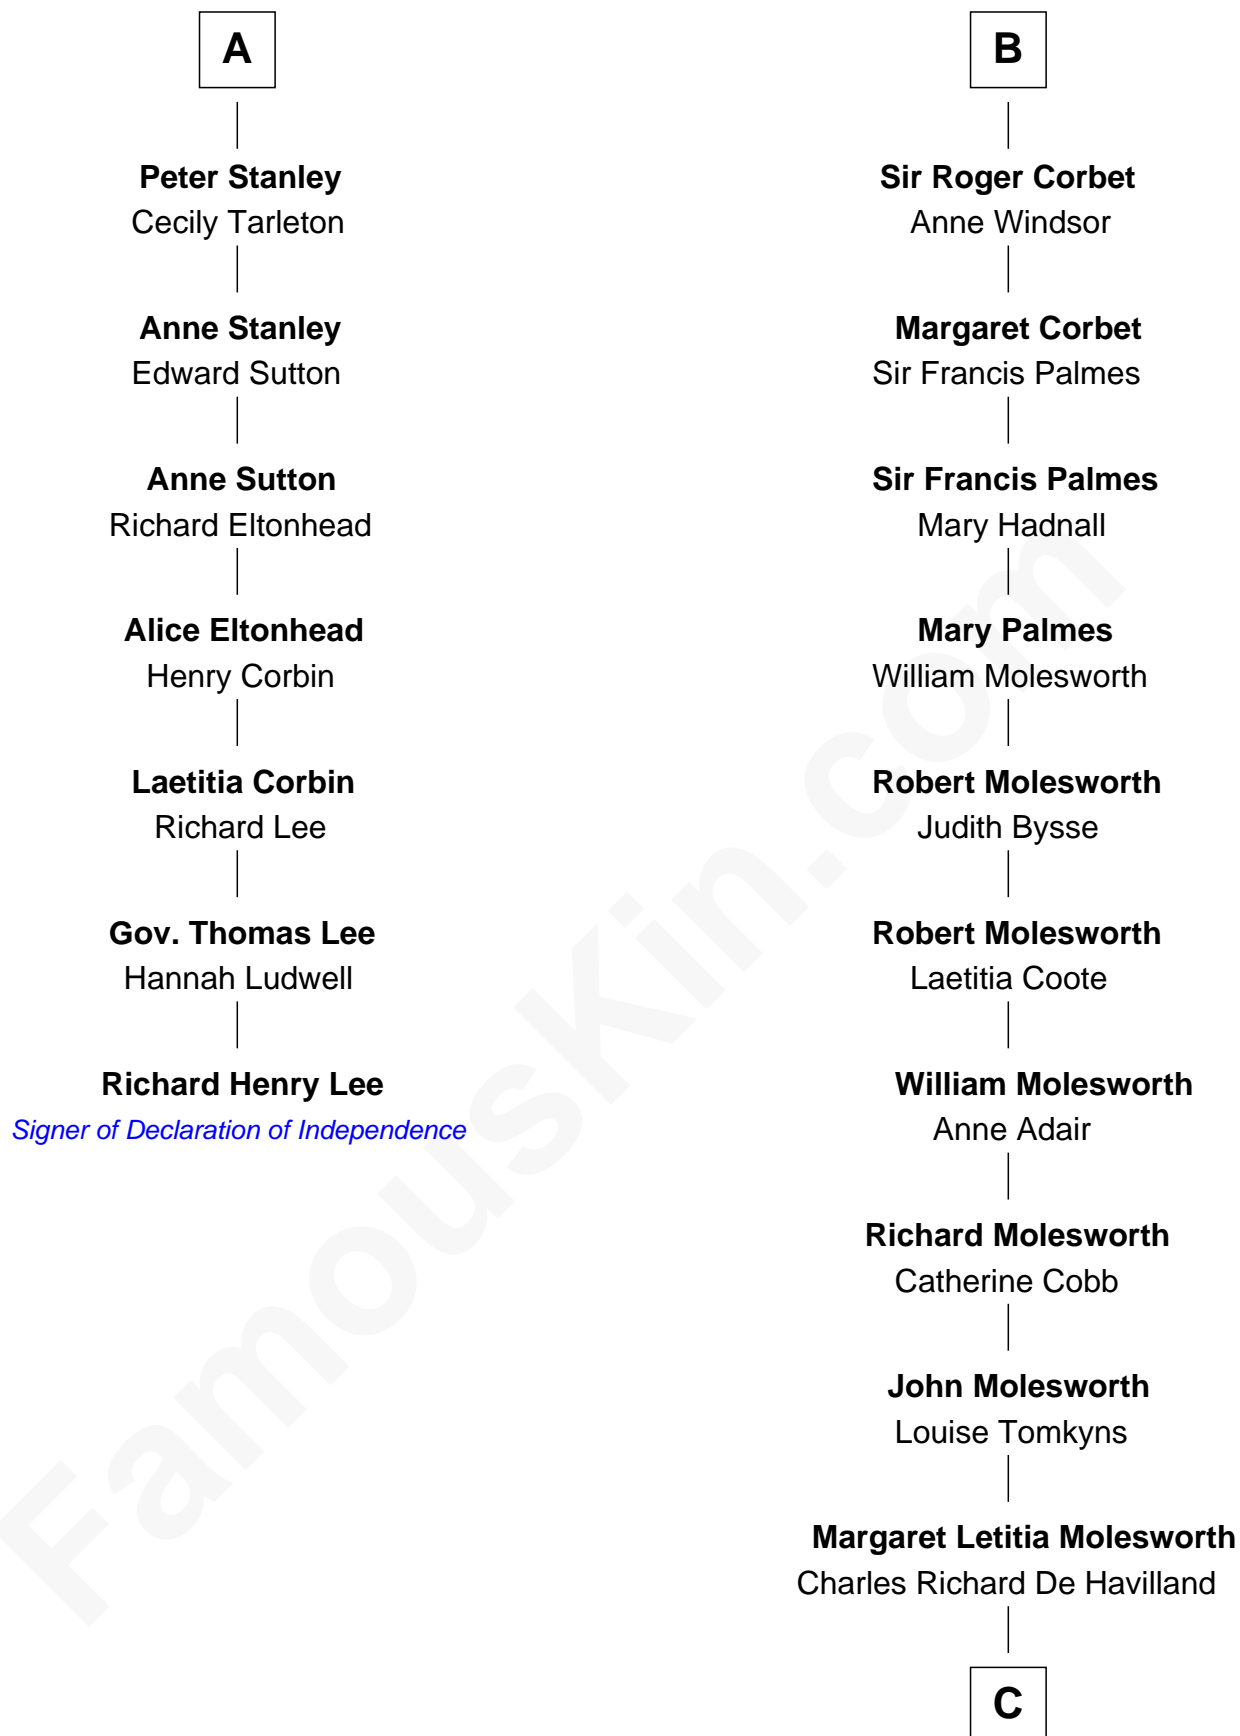 A
Peter Stanley
Cecily Tarleton
Anne Stanley
Edward Sutton
Anne Sutton
Richard Eltonhead
Alice Eltonhead
Henry Corbin
Laetitia Corbin
Richard Lee
Gov. Thomas Lee
Hannah Ludwell
Richard Henry Lee
Signer of Declaration of Independence
B
Sir Roger Corbet
Anne Windsor
Margaret Corbet
Sir Francis Palmes
Sir Francis Palmes
Mary Hadnall
Mary Palmes
William Molesworth
Robert Molesworth
Judith Bysse
Robert Molesworth
Laetitia Coote
William Molesworth
Anne Adair
Richard Molesworth
Catherine Cobb
John Molesworth
Louise Tomkyns
Margaret Letitia Molesworth
Charles Richard De Havilland
C
FamousKin.com